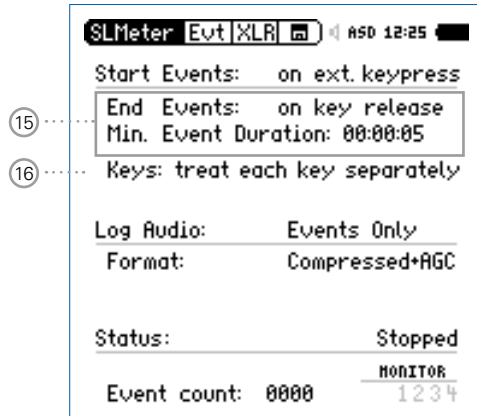 SLMeter Evt XLR ASD 12:25
Start Events: on ext. keypress
15
End Events: on key release
Min. Event Duration: 00:00:05
16
Keys: treat each key separately
Log Audio: Events Only
Format: Compressed+AGC
Status: Stopped
MONITOR
Event count: 0000 1234